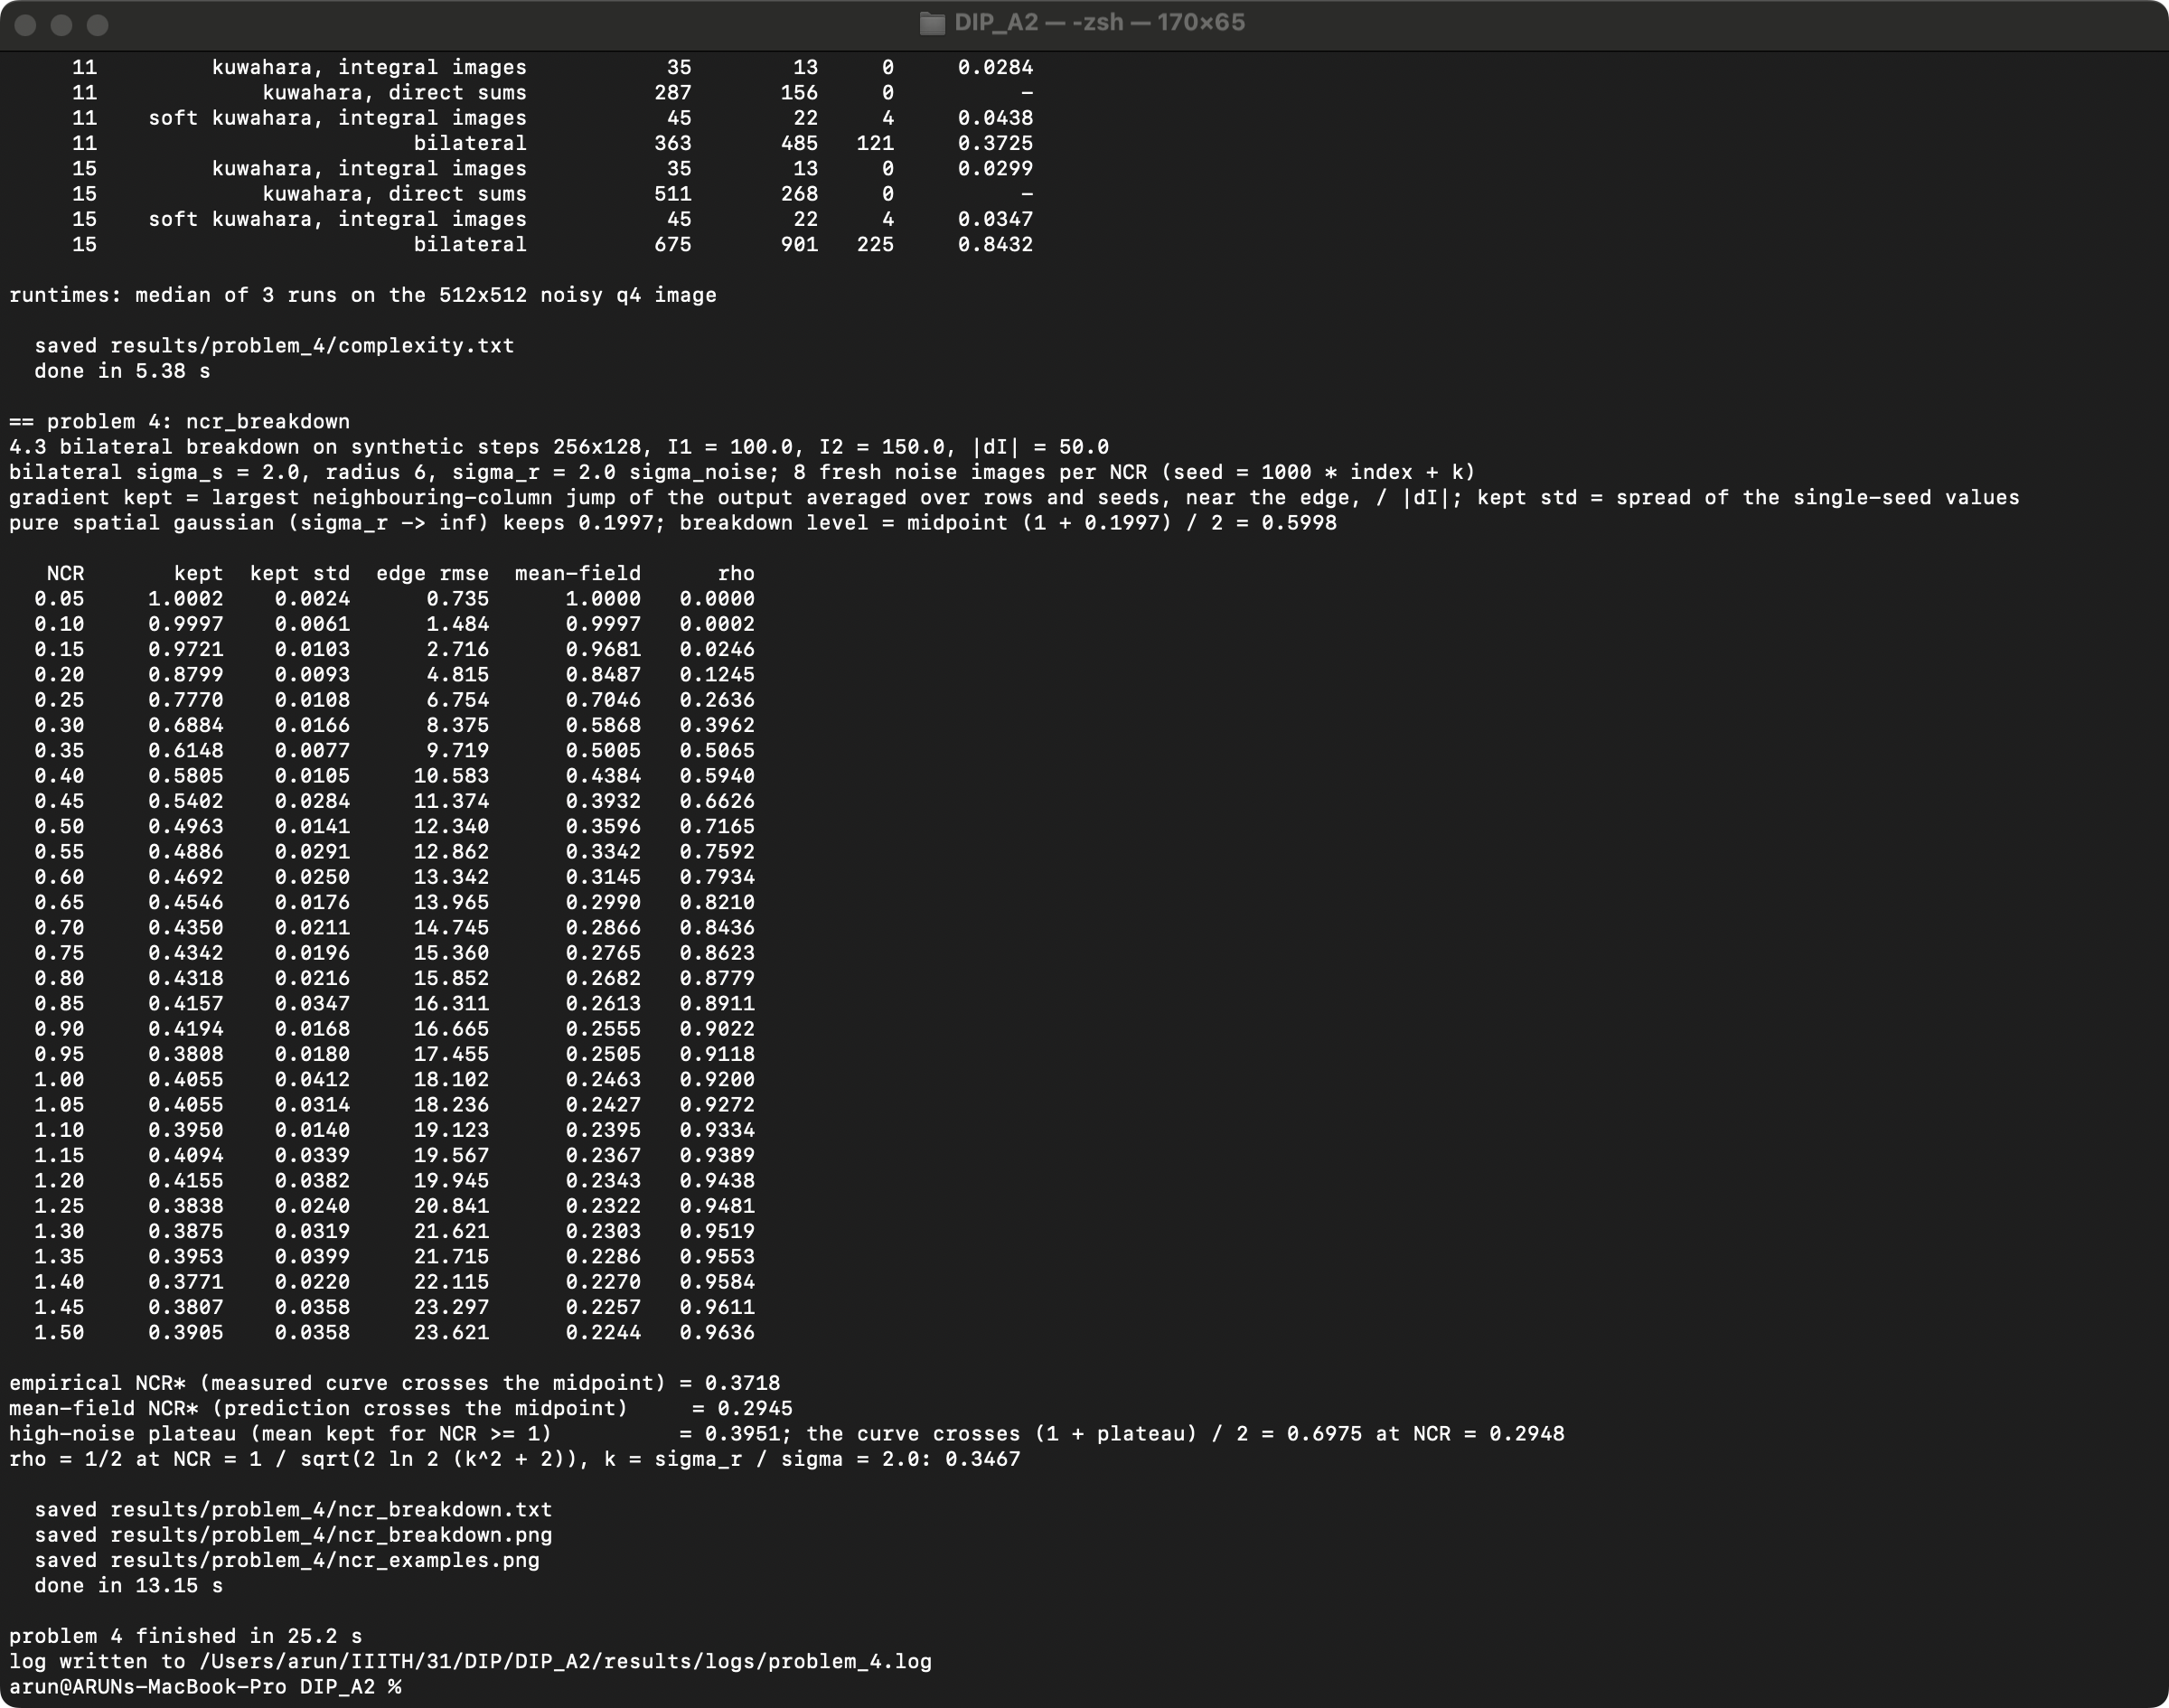 DIP_A2 — -zsh — 170×65
11 kuwahara, integral images 35 13 0 0.0284
11 kuwahara, direct sums 287 156 0 -
11 soft kuwahara, integral images 45 22 4 0.0438
11 bilateral 363 485 121 0.3725
15 kuwahara, integral images 35 13 0 0.0299
15 kuwahara, direct sums 511 268 0 -
15 soft kuwahara, integral images 45 22 4 0.0347
15 bilateral 675 901 225 0.8432
runtimes: median of 3 runs on the 512x512 noisy q4 image
saved results/problem_4/complexity.txt
done in 5.38 s
== problem 4: ncr_breakdown
4.3 bilateral breakdown on synthetic steps 256x128, I1 = 100.0, I2 = 150.0, |dI| = 50.0
bilateral sigma_s = 2.0, radius 6, sigma_r = 2.0 sigma_noise; 8 fresh noise images per NCR (seed = 1000 * index + k)
gradient kept = largest neighbouring-column jump of the output averaged over rows and seeds, near the edge, / |dI|; kept std = spread of the single-seed values
pure spatial gaussian (sigma_r -> inf) keeps 0.1997; breakdown level = midpoint (1 + 0.1997) / 2 = 0.5998
NCR kept kept std edge rmse mean-field rho
0.05 1.0002 0.0024 0.735 1.0000 0.0000
0.10 0.9997 0.0061 1.484 0.9997 0.0002
0.15 0.9721 0.0103 2.716 0.9681 0.0246
0.20 0.8799 0.0093 4.815 0.8487 0.1245
0.25 0.7770 0.0108 6.754 0.7046 0.2636
0.30 0.6884 0.0166 8.375 0.5868 0.3962
0.35 0.6148 0.0077 9.719 0.5005 0.5065
0.40 0.5805 0.0105 10.583 0.4384 0.5940
0.45 0.5402 0.0284 11.374 0.3932 0.6626
0.50 0.4963 0.0141 12.340 0.3596 0.7165
0.55 0.4886 0.0291 12.862 0.3342 0.7592
0.60 0.4692 0.0250 13.342 0.3145 0.7934
0.65 0.4546 0.0176 13.965 0.2990 0.8210
0.70 0.4350 0.0211 14.745 0.2866 0.8436
0.75 0.4342 0.0196 15.360 0.2765 0.8623
0.80 0.4318 0.0216 15.852 0.2682 0.8779
0.85 0.4157 0.0347 16.311 0.2613 0.8911
0.90 0.4194 0.0168 16.665 0.2555 0.9022
0.95 0.3808 0.0180 17.455 0.2505 0.9118
1.00 0.4055 0.0412 18.102 0.2463 0.9200
1.05 0.4055 0.0314 18.236 0.2427 0.9272
1.10 0.3950 0.0140 19.123 0.2395 0.9334
1.15 0.4094 0.0339 19.567 0.2367 0.9389
1.20 0.4155 0.0382 19.945 0.2343 0.9438
1.25 0.3838 0.0240 20.841 0.2322 0.9481
1.30 0.3875 0.0319 21.621 0.2303 0.9519
1.35 0.3953 0.0399 21.715 0.2286 0.9553
1.40 0.3771 0.0220 22.115 0.2270 0.9584
1.45 0.3807 0.0358 23.297 0.2257 0.9611
1.50 0.3905 0.0358 23.621 0.2244 0.9636
empirical NCR* (measured curve crosses the midpoint) = 0.3718
mean-field NCR* (prediction crosses the midpoint) = 0.2945
high-noise plateau (mean kept for NCR >= 1) = 0.3951; the curve crosses (1 + plateau) / 2 = 0.6975 at NCR = 0.2948
rho = 1/2 at NCR = 1 / sqrt(2 ln 2 (k^2 + 2)), k = sigma_r / sigma = 2.0: 0.3467
saved results/problem_4/ncr_breakdown.txt
saved results/problem_4/ncr_breakdown.png
saved results/problem_4/ncr_examples.png
done in 13.15 s
problem 4 finished in 25.2 s
log written to /Users/arun/IIITH/31/DIP/DIP_A2/results/logs/problem_4.log
arun@ARUNs-MacBook-Pro DIP_A2 %